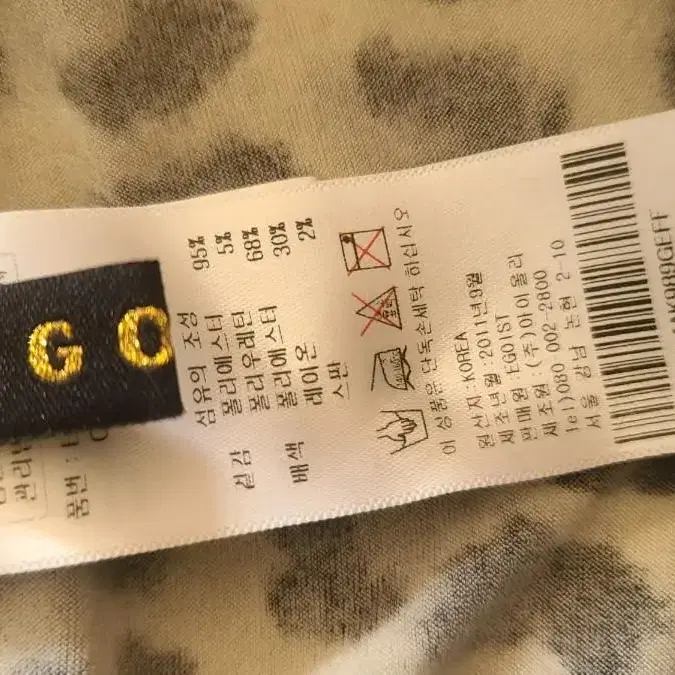 G O
품번 :
섬유의 조성
겉감 폴리에스터 95%
폴리우레탄 5%
배색 폴리에스터 68%
레이온 30%
스판 2%
이 상품은 단독손세탁 하십시오
원산지:KOREA
제조년월:2011년9월
판매원:EGOIST
제조원:(주)아이올리
tel)080 002-2800
서울 강남 논현 2-10